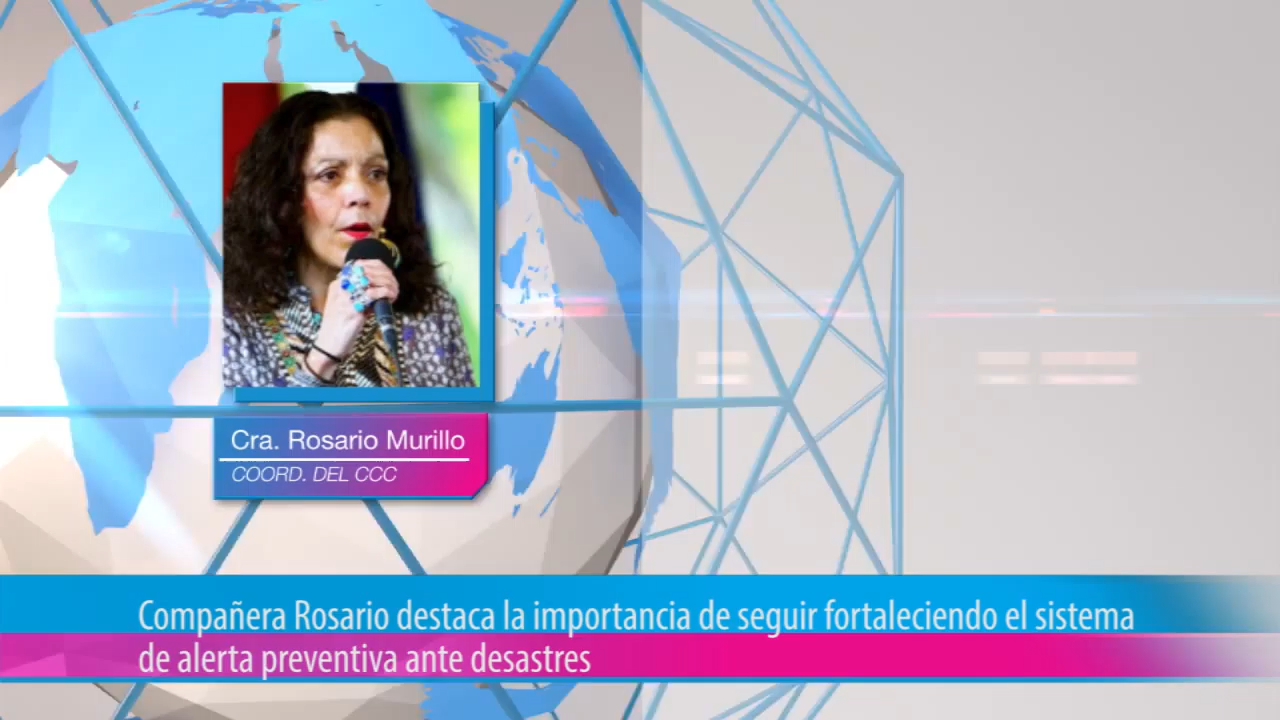 Cra. Rosario Murillo
COORD. DEL CCC
Compañera Rosario destaca la importancia de seguir fortaleciendo el sistema
de alerta preventiva ante desastres